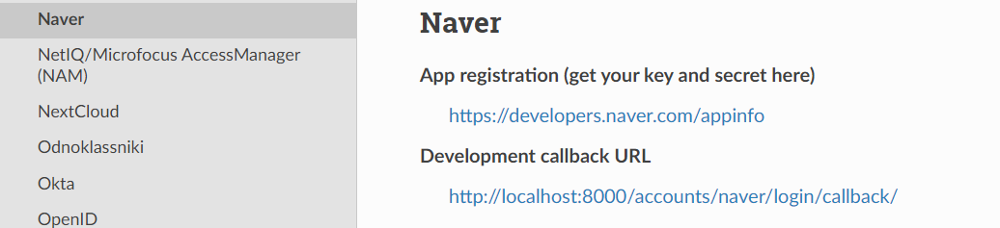 Naver
NetIQ/Microfocus AccessManager
(NAM)
NextCloud
Odnoklassniki
Okta
OpenID
Naver
App registration (get your key and secret here)
https://developers.naver.com/appinfo
Development callback URL
http://localhost:8000/accounts/naver/login/callback/